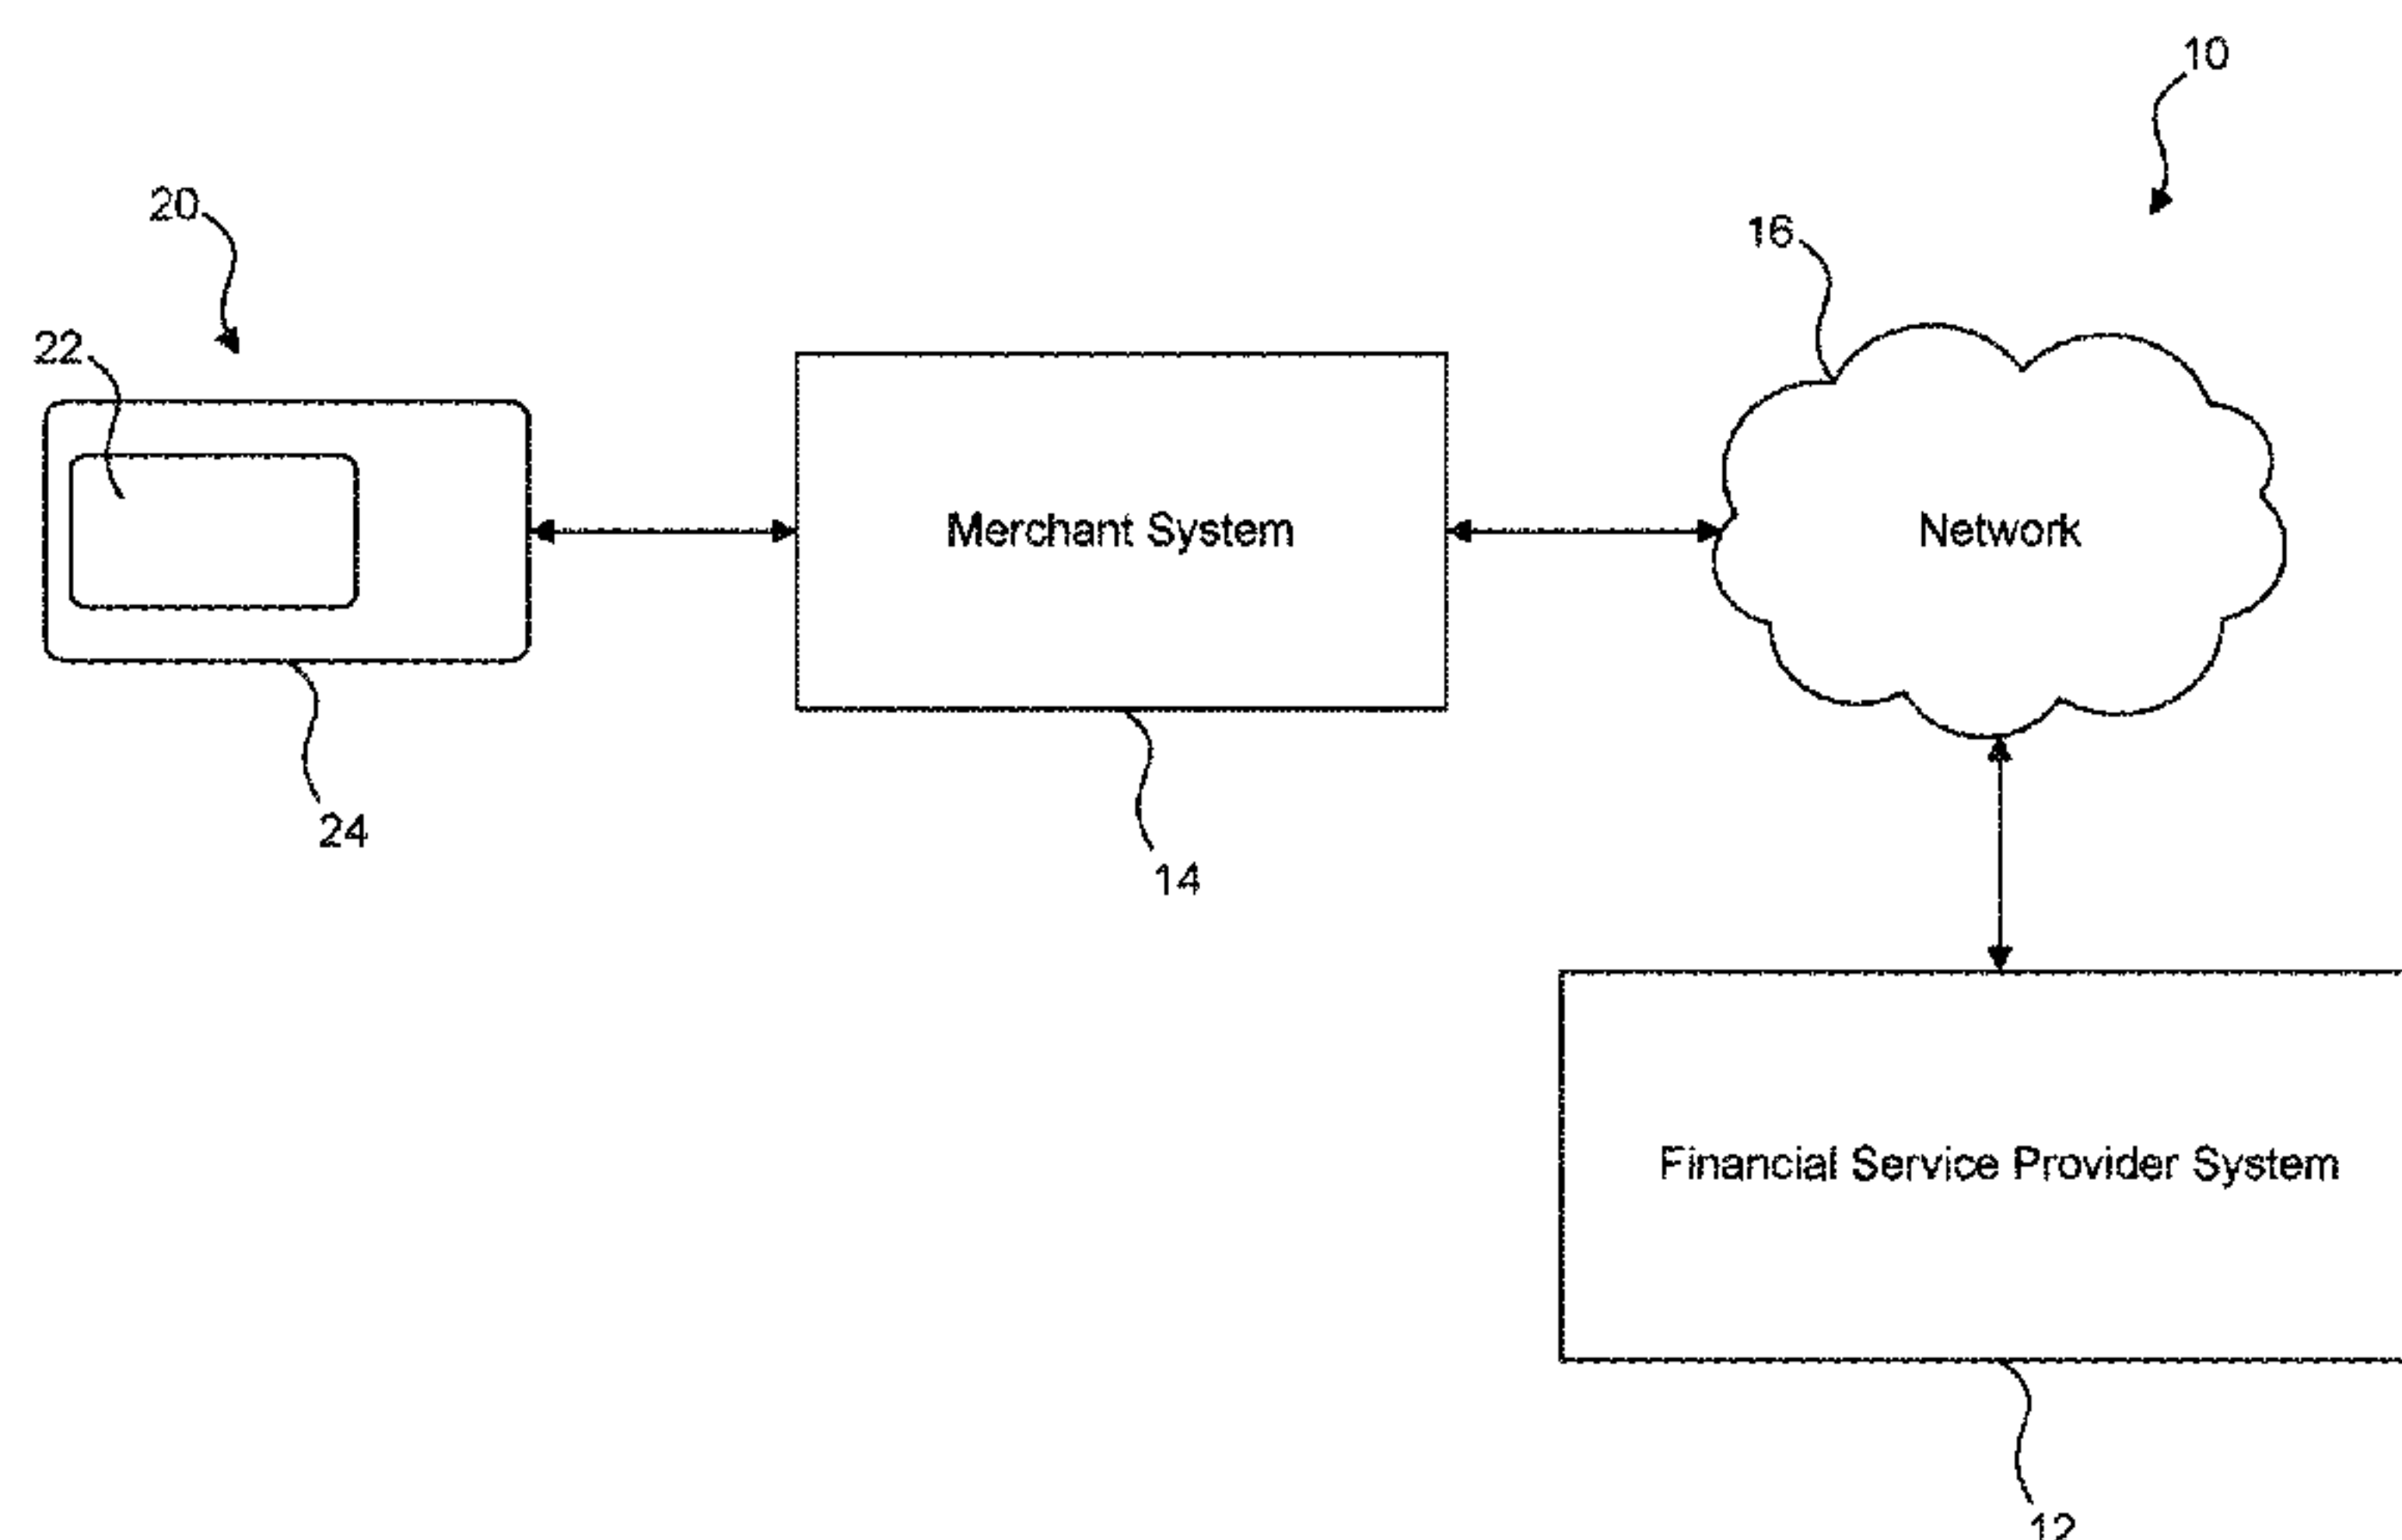 10
20
16
22
Merchant System
Network
24
14
Financial Service Provider System
12